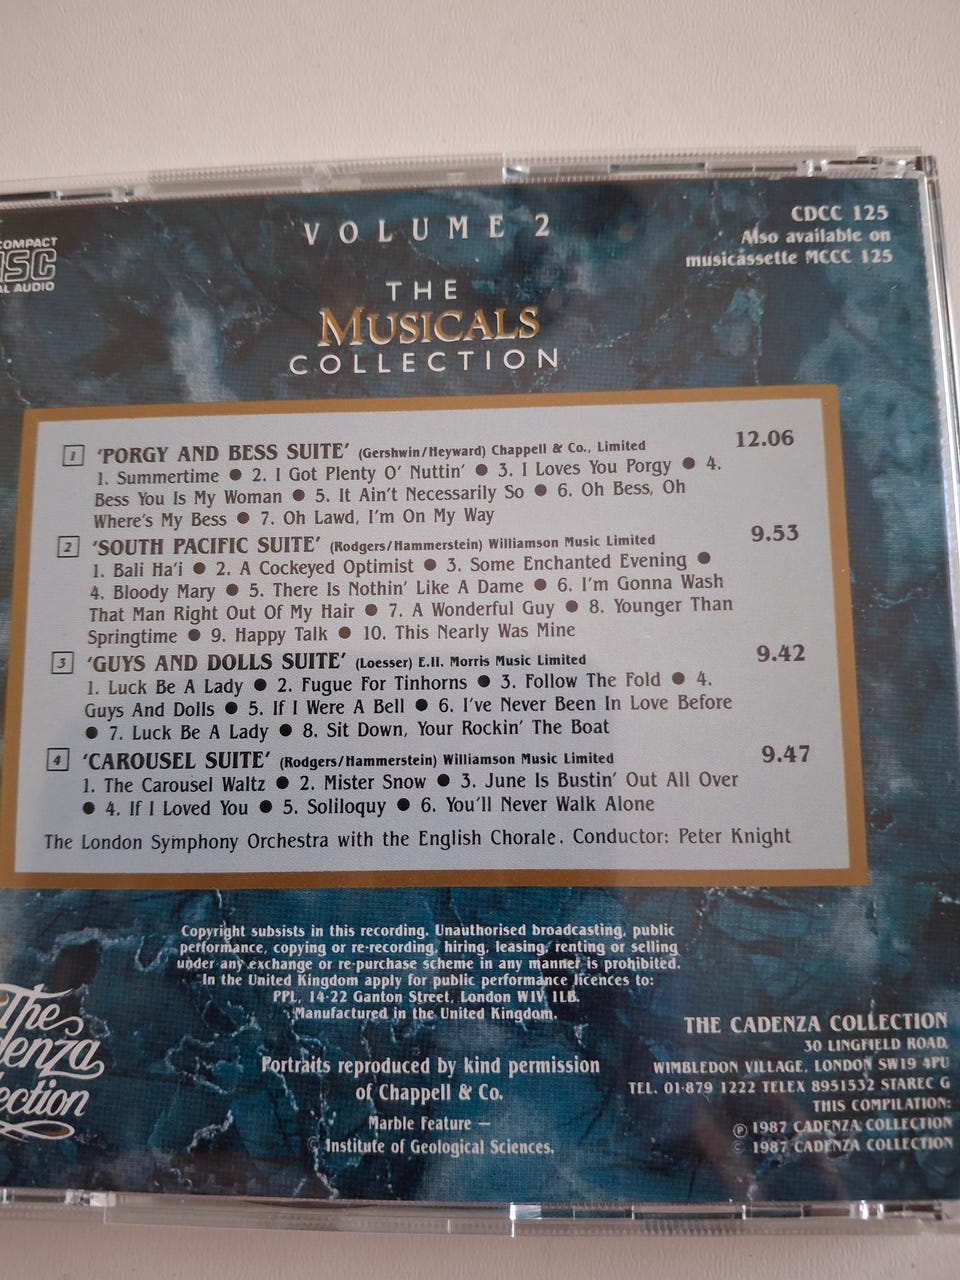 COMPACT
DISC
AL AUDIO
VOLUME 2
CDCC 125
Also available on
musicassette MCCC 125
THE
MUSICALS
COLLECTION
1 ‘PORGY AND BESS SUITE’ (Gershwin/Heyward) Chappell & Co., Limited 12.06
1. Summertime ● 2. I Got Plenty O’ Nuttin’ ● 3. I Loves You Porgy ● 4.
Bess You Is My Woman ● 5. It Ain’t Necessarily So ● 6. Oh Bess, Oh
Where’s My Bess ● 7. Oh Lawd, I’m On My Way
2 ‘SOUTH PACIFIC SUITE’ (Rodgers/Hammerstein) Williamson Music Limited 9.53
1. Bali Ha’i ● 2. A Cockeyed Optimist ● 3. Some Enchanted Evening ●
4. Bloody Mary ● 5. There Is Nothin’ Like A Dame ● 6. I’m Gonna Wash
That Man Right Out Of My Hair ● 7. A Wonderful Guy ● 8. Younger Than
Springtime ● 9. Happy Talk ● 10. This Nearly Was Mine
3 ‘GUYS AND DOLLS SUITE’ (Loesser) E.H. Morris Music Limited 9.42
1. Luck Be A Lady ● 2. Fugue For Tinhorns ● 3. Follow The Fold ● 4.
Guys And Dolls ● 5. If I Were A Bell ● 6. I’ve Never Been In Love Before
● 7. Luck Be A Lady ● 8. Sit Down, Your Rockin’ The Boat
4 ‘CAROUSEL SUITE’ (Rodgers/Hammerstein) Williamson Music Limited 9.47
1. The Carousel Waltz ● 2. Mister Snow ● 3. June Is Bustin’ Out All Over
● 4. If I Loved You ● 5. Soliloquy ● 6. You’ll Never Walk Alone
The London Symphony Orchestra with the English Chorale. Conductor: Peter Knight
Copyright subsists in this recording. Unauthorised broadcasting, public
performance, copying or re-recording, hiring, leasing, renting or selling
under any exchange or re-purchase scheme in any manner is prohibited.
In the United Kingdom apply for public performance licences to:
PPL, 14-22 Ganton Street, London W1V 1LB.
Manufactured in the United Kingdom.
Portraits reproduced by kind permission
of Chappell & Co.
Marble Feature —
© Institute of Geological Sciences.
The
denza
ection
THE CADENZA COLLECTION
30 LINGFIELD ROAD,
WIMBLEDON VILLAGE, LONDON SW19 4PU
TEL. 01-879 1222 TELEX 8951532 STAREC G
THIS COMPILATION:
℗ 1987 CADENZA COLLECTION
© 1987 CADENZA COLLECTION